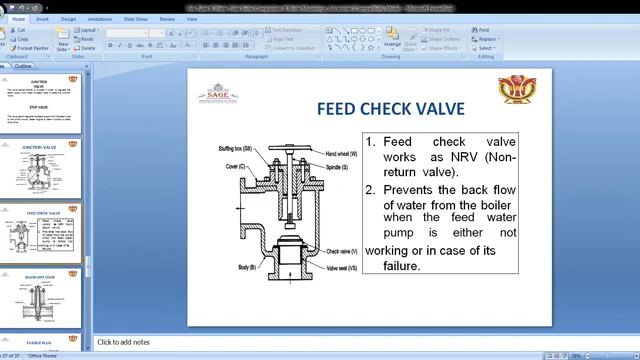 Home
Insert
Design
Animations
Slide Show
Review
View
Cut
Copy
Format Painter
New
Slide
Layout
Reset
Delete
Text Direction
Align Text
Convert to SmartArt
Arrange
Quick
Styles
Shape Fill
Shape Outline
Shape Effects
Find
Replace
Select
Clipboard
Slides
Font
Paragraph
Drawing
Editing
Outline
JUNCTION
VALVE
STOP VALVE
JUNCTION VALVE
FEED CHECK VALVE
BLOW-OFF COCK
FUSIBLE PLUG
SAGE
FEED CHECK VALVE
Stuffing box (SB)
Cover (C)
Hand wheel (W)
Spindle (S)
Check valve (V)
Body (B)
Valve seat (VS)
1. Feed check valve
works as NRV (Non-
return valve).
2. Prevents the back flow
of water from the boiler
when the feed water
pump is either not
working or in case of its
failure.
Click to add notes
27 of 37
"Office Theme"